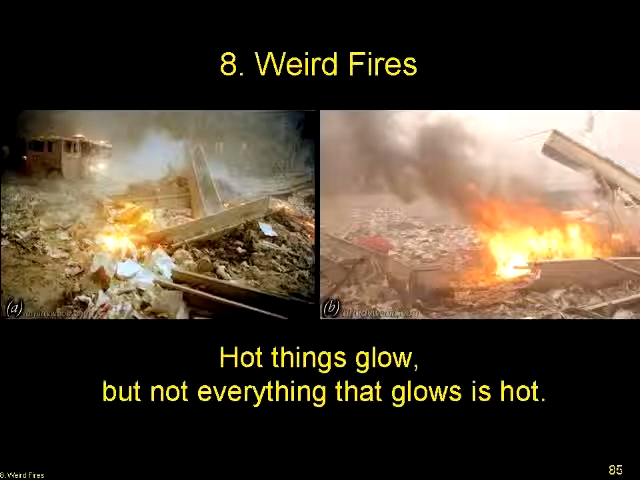 8. Weird Fires
(a)
(b)
Hot things glow,
but not everything that glows is hot.
8. Weird Fires
85